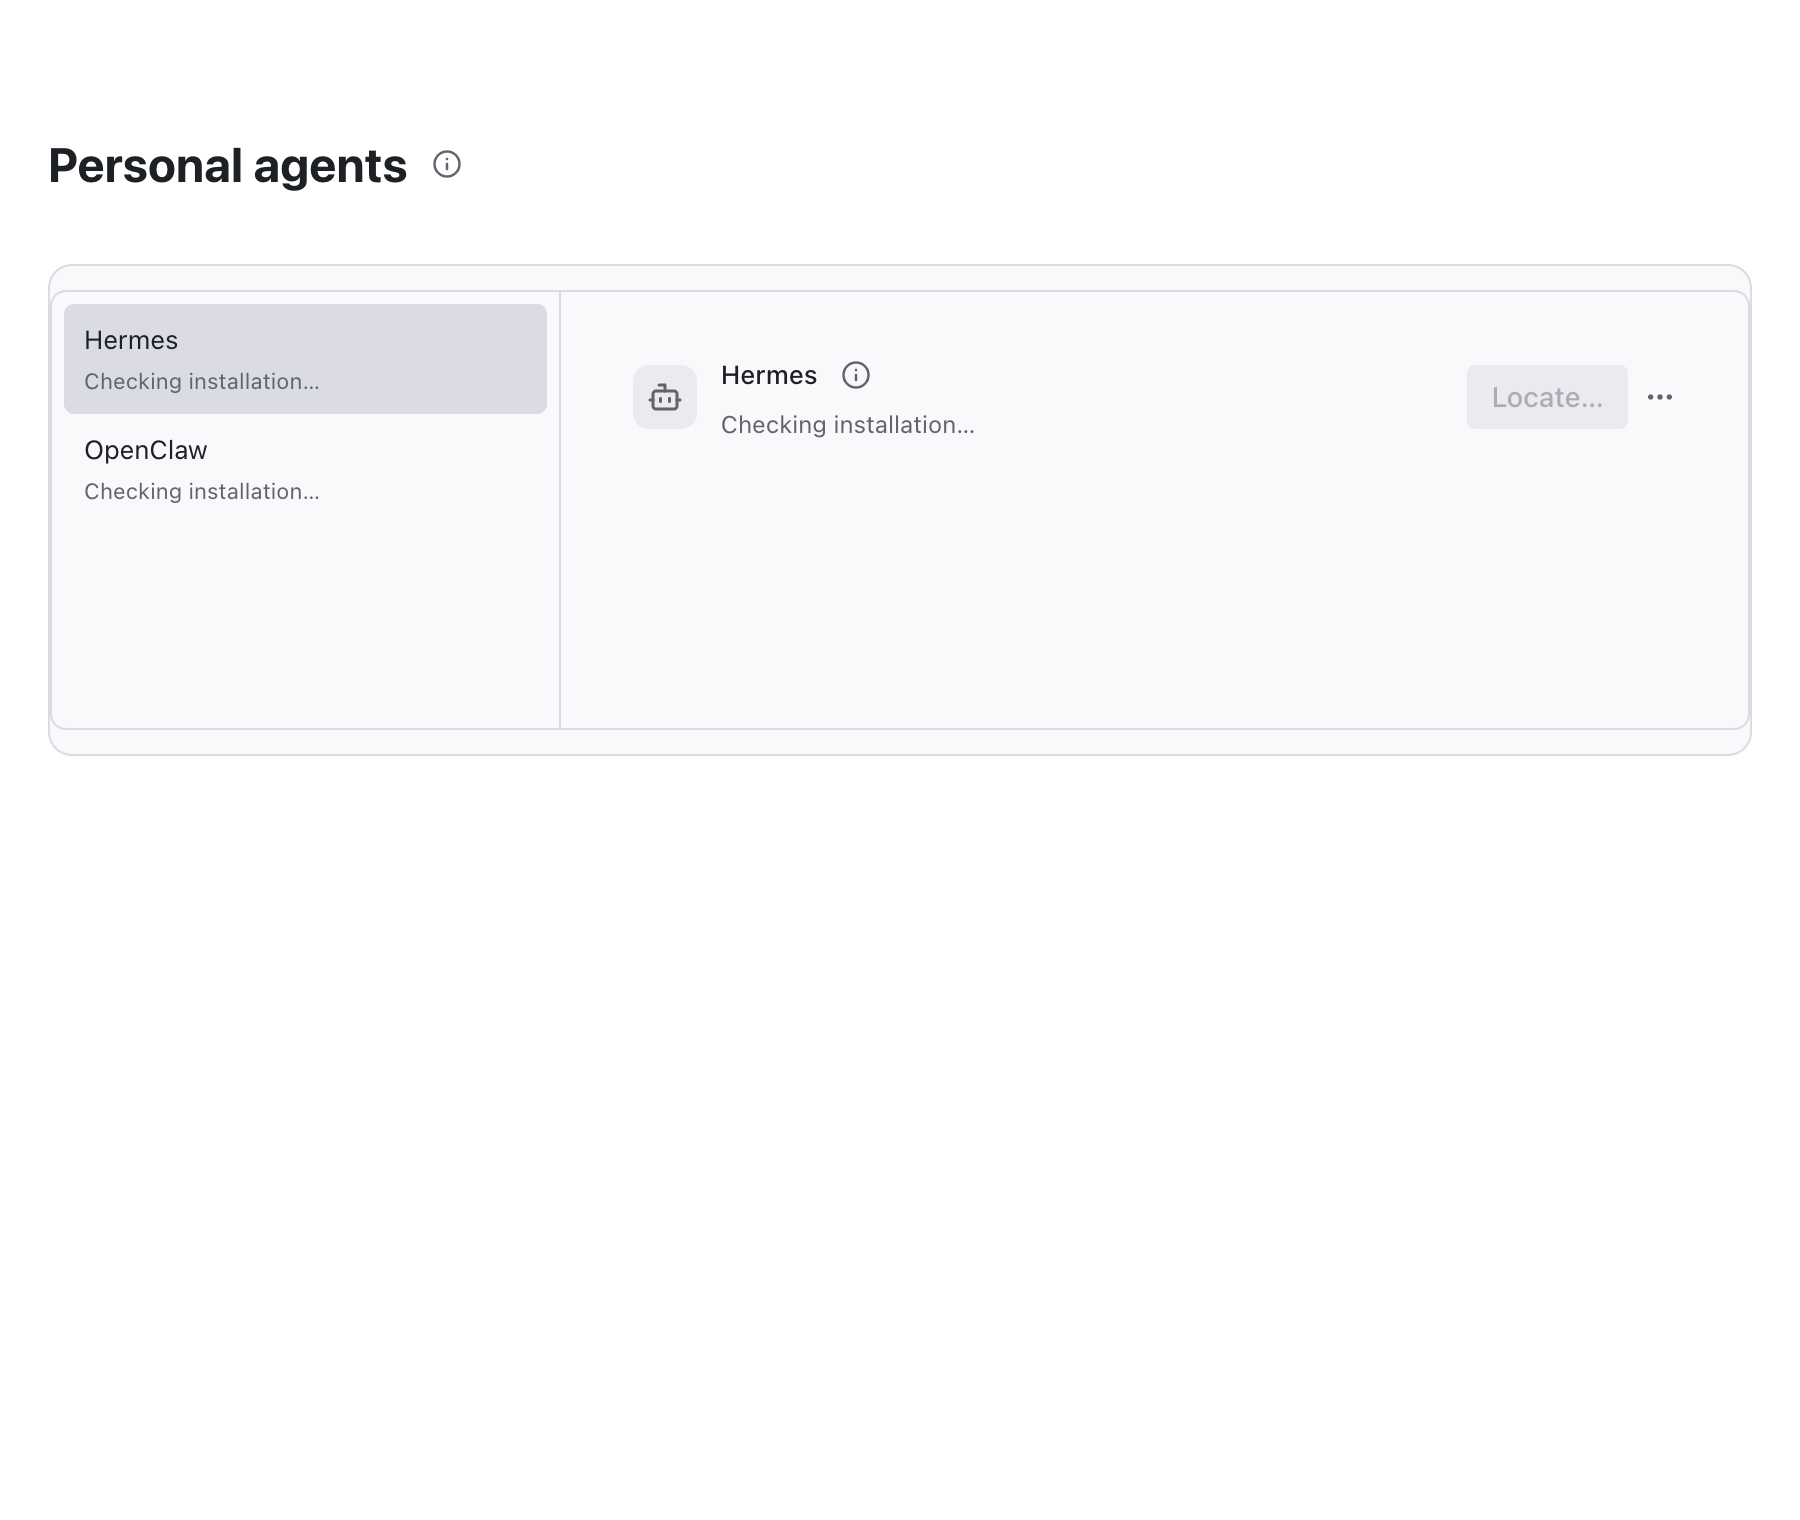 Personal agents
Hermes
Checking installation...
OpenClaw
Checking installation...
Hermes
Checking installation...
Locate...